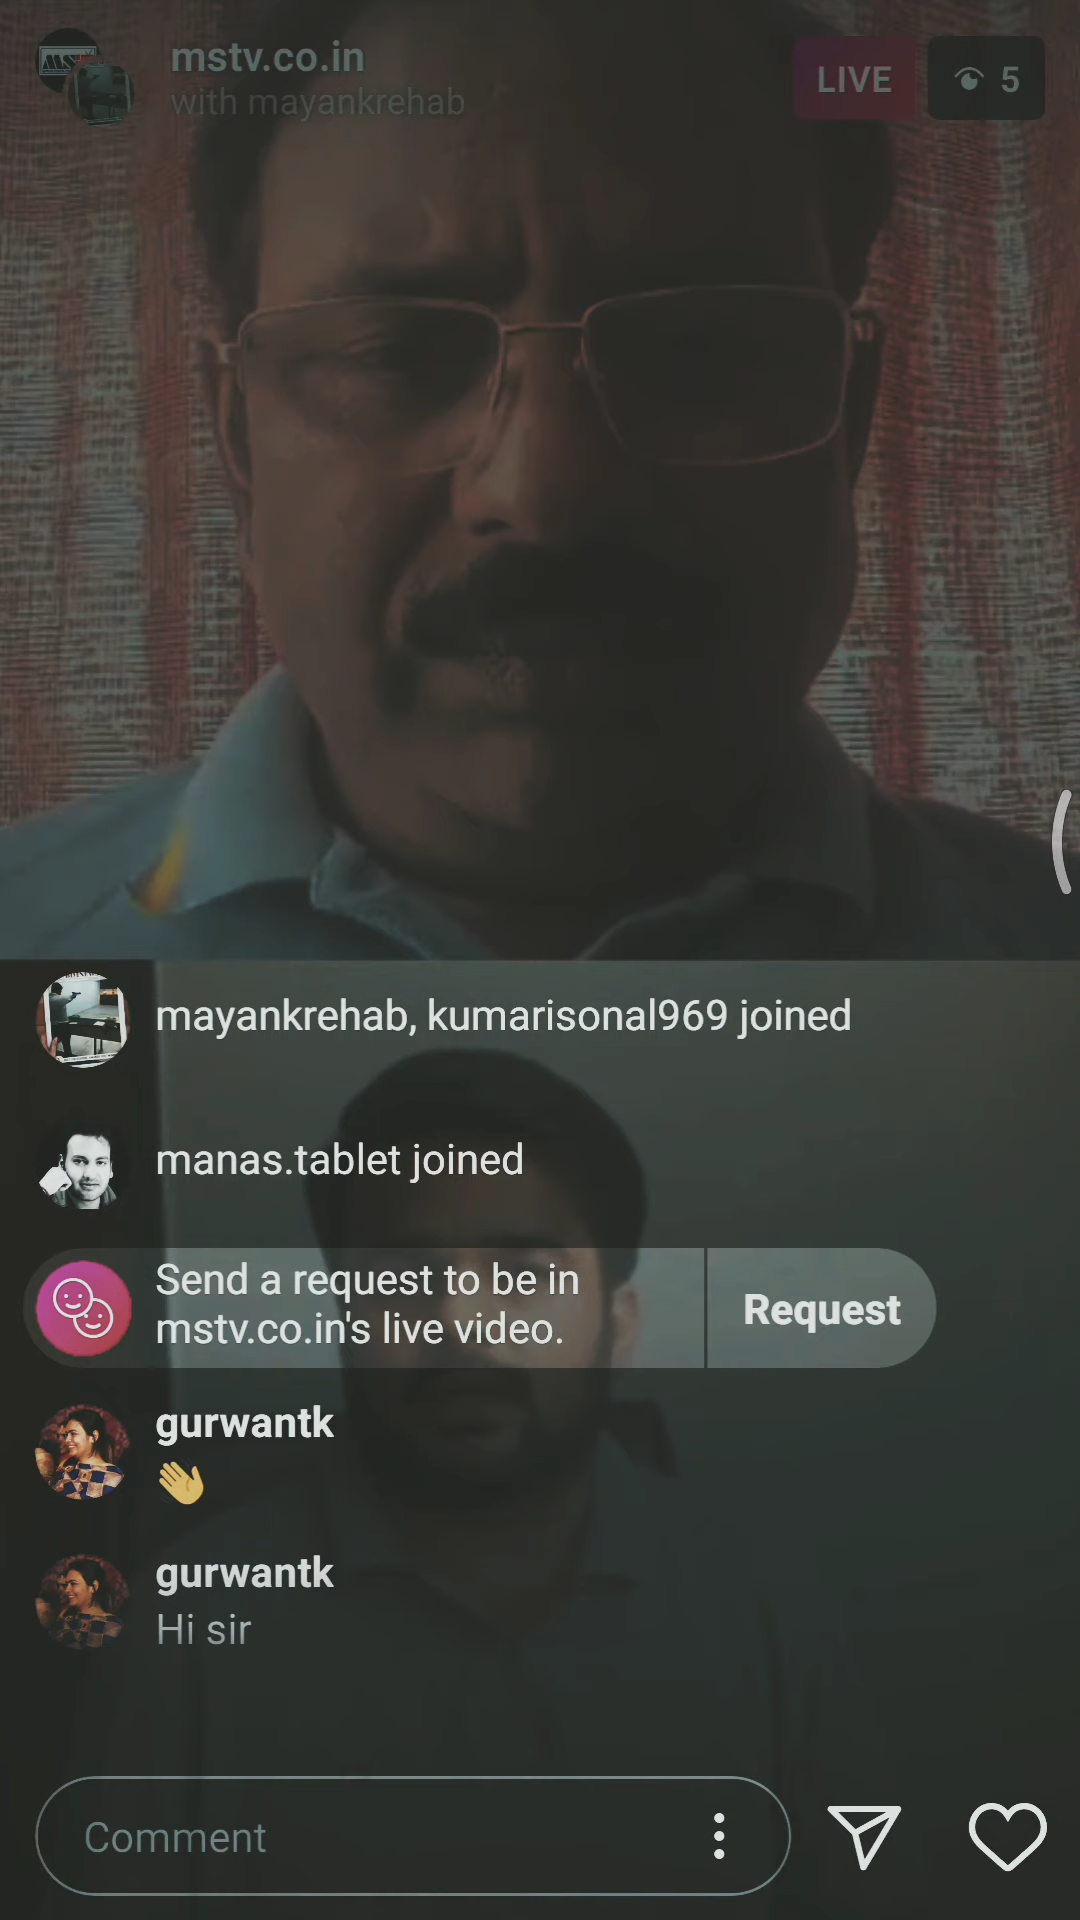 mstv.co.in
with mayankrehab
LIVE
5
mayankrehab, kumarisonal969 joined
manas.tablet joined
Send a request to be in
mstv.co.in's live video.
Request
gurwantk
👋
gurwantk
Hi sir
Comment